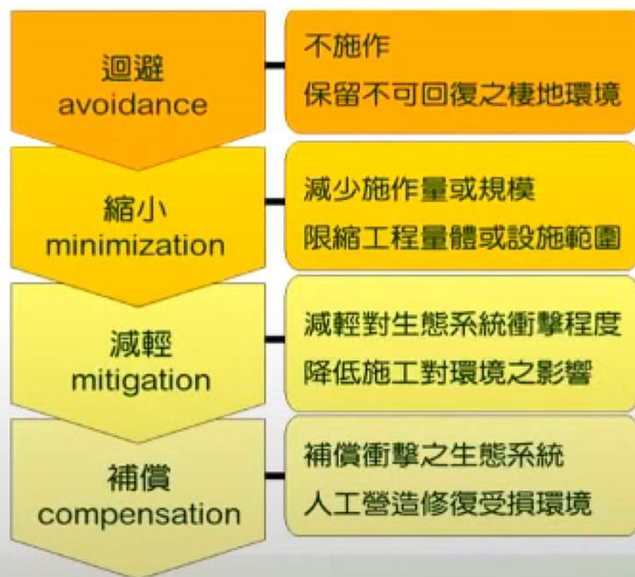 迴避
avoidance
不施作
保留不可回復之棲地環境
縮小
minimization
減少施作量或規模
限縮工程量體或設施範圍
減輕
mitigation
減輕對生態系統衝擊程度
降低施工對環境之影響
補償
compensation
補償衝擊之生態系統
人工營造修復受損環境